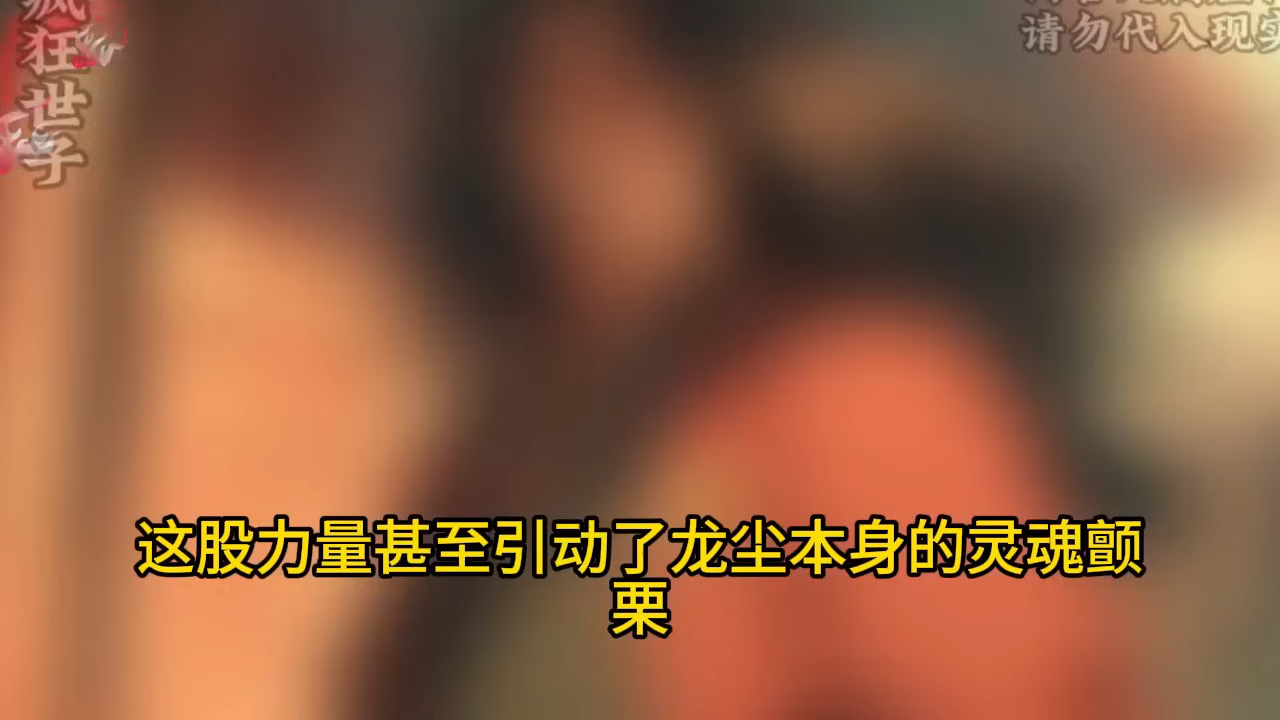 疯狂世子
请勿代入现实
这股力量甚至引动了龙尘本身的灵魂颤
栗